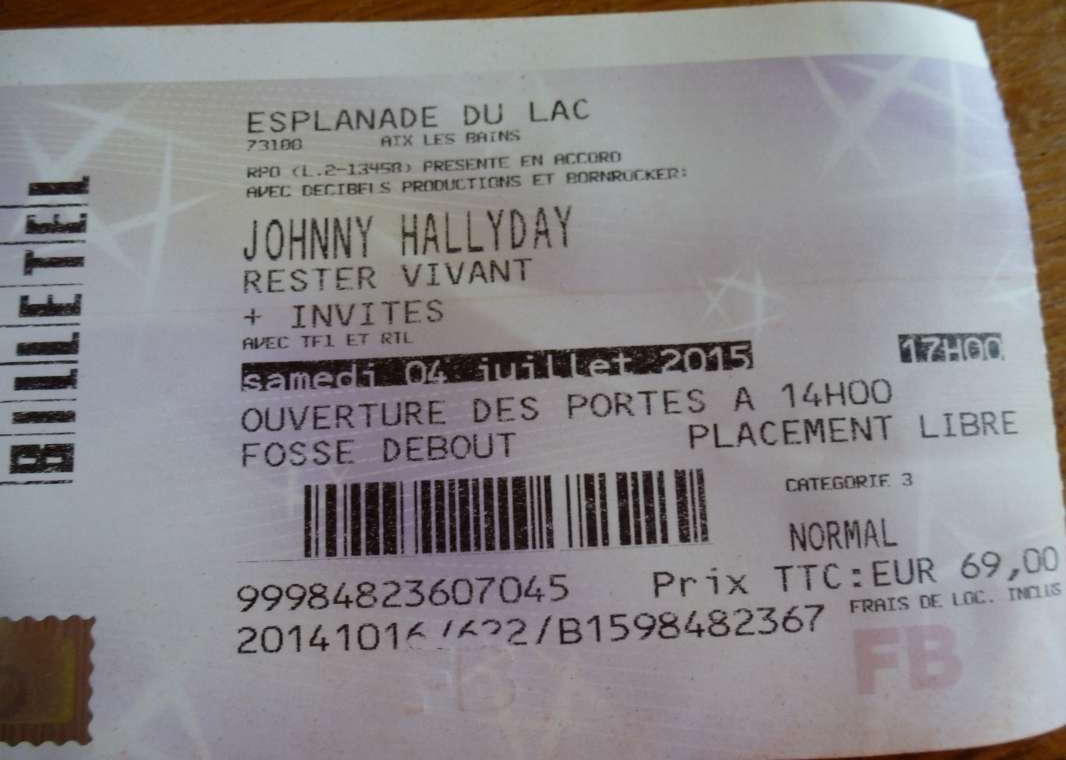 BILLETEL
ESPLANADE DU LAC
73100 AIX LES BAINS
RPO (L.2-13458) PRESENTE EN ACCORD
AVEC DECIBELS PRODUCTIONS ET BORNRUCKER:
JOHNNY HALLYDAY
RESTER VIVANT
+ INVITES
AVEC TF1 ET RTL
samedi 04 juillet 2015 17H00
OUVERTURE DES PORTES A 14H00
FOSSE DEBOUT PLACEMENT LIBRE
CATEGORIE 3
NORMAL
99984823607045 Prix TTC:EUR 69,00
FRAIS DE LOC. INCLUS
/B1598482367
FB